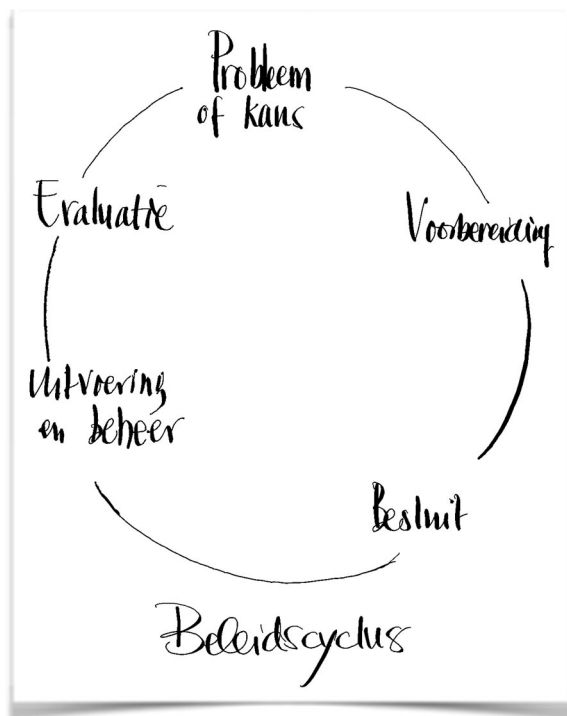 Probleem
of kans
Evaluatie
Voorbereiding
Uitvoering
en beheer
Besluit
Beleidscyclus